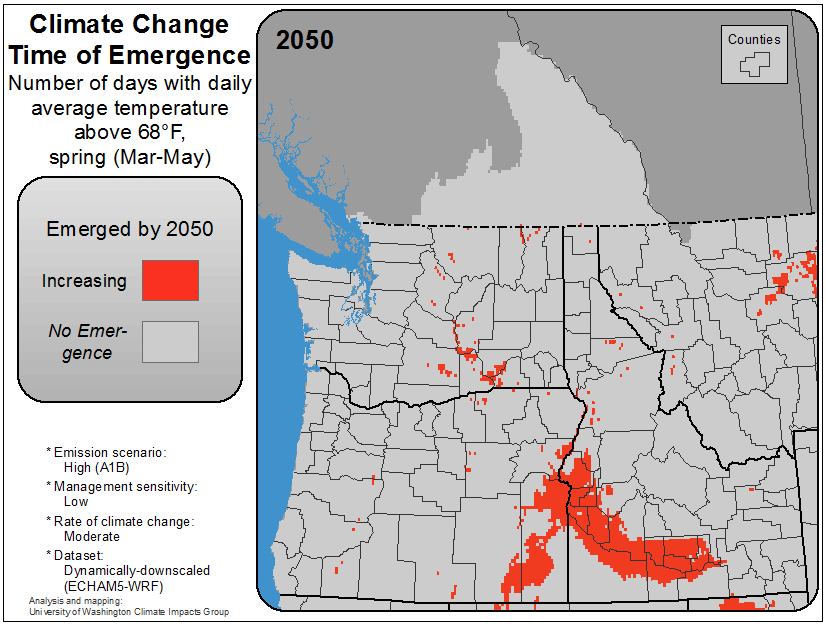 Climate Change
Time of Emergence
Number of days with daily
average temperature
above 68°F,
spring (Mar-May)
Emerged by 2050
Increasing
No Emer-
gence
* Emission scenario:
High (A1B)
* Management sensitivity:
Low
* Rate of climate change:
Moderate
* Dataset:
Dynamically-downscaled
(ECHAM5-WRF)
Analysis and mapping:
University of Washington Climate Impacts Group
2050
Counties